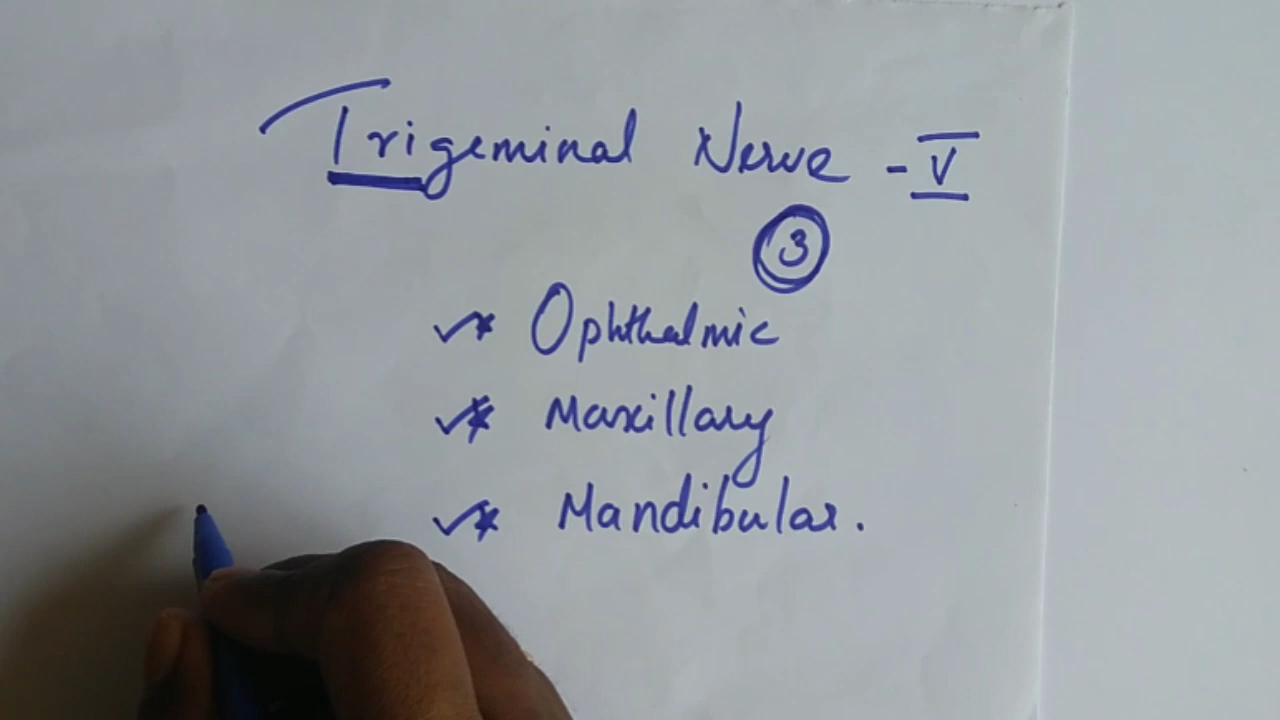 Trigeminal Nerve - V
3
Ophthalmic
Maxillary
Mandibular.